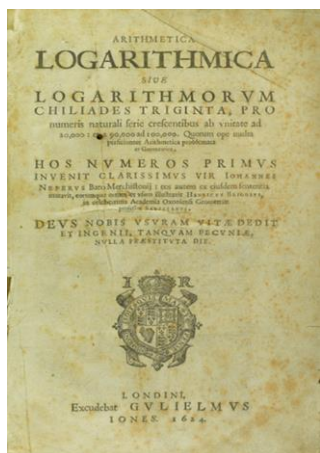 ARITHMETICA
LOGARITHMICA
SIVE
LOGARITHMORVM
CHILIADES TRIGINTA, PRO
numeris naturali serie crescentibus ab vnitate ad
20,000: et a 90,000 ad 100,000. Quorum ope multa
perficiuntur Arithmetica problemata
et Geometrica.
HOS NVMEROS PRIMVS
INVENIT CLARISSIMVS VIR IOHANNES
NEPERVS Baro Merchistonij: eos autem ex eiusdem sententia
mutavit, eorumque ortum et vsum illustravit HENRICVS BRIGGIVS,
in celeberrima Academia Oxoniensi Geometriæ
professor SAVILIANVS.
DEVS NOBIS VSVRAM VITÆ DEDIT
ET INGENII, TANQVAM PECVNIÆ,
NVLLA PRÆSTITVTA DIE.
I R
LONDINI,
Excudebat GVLIELMVS
IONES. 1624.